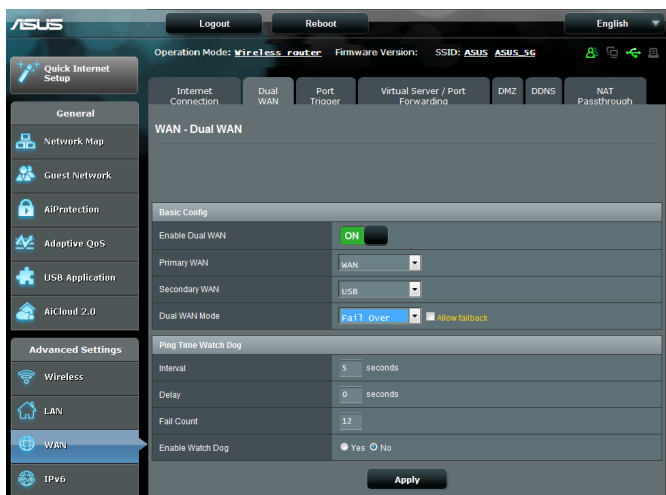 ASUS
Logout
Reboot
English
Operation Mode: Wireless router Firmware Version: SSID: ASUS ASUS_5G
Quick Internet
Setup
General
Network Map
Guest Network
AiProtection
Adaptive QoS
USB Application
AiCloud 2.0
Advanced Settings
Wireless
LAN
WAN
IPv6
Internet
Connection
Dual
WAN
Port
Trigger
Virtual Server / Port
Forwarding
DMZ
DDNS
NAT
Passthrough
WAN - Dual WAN
Basic Config
Enable Dual WAN ON
Primary WAN WAN
Secondary WAN USB
Dual WAN Mode Fail Over Allow failback
Ping Time Watch Dog
Interval 5 seconds
Delay 0 seconds
Fail Count 12
Enable Watch Dog Yes No
Apply